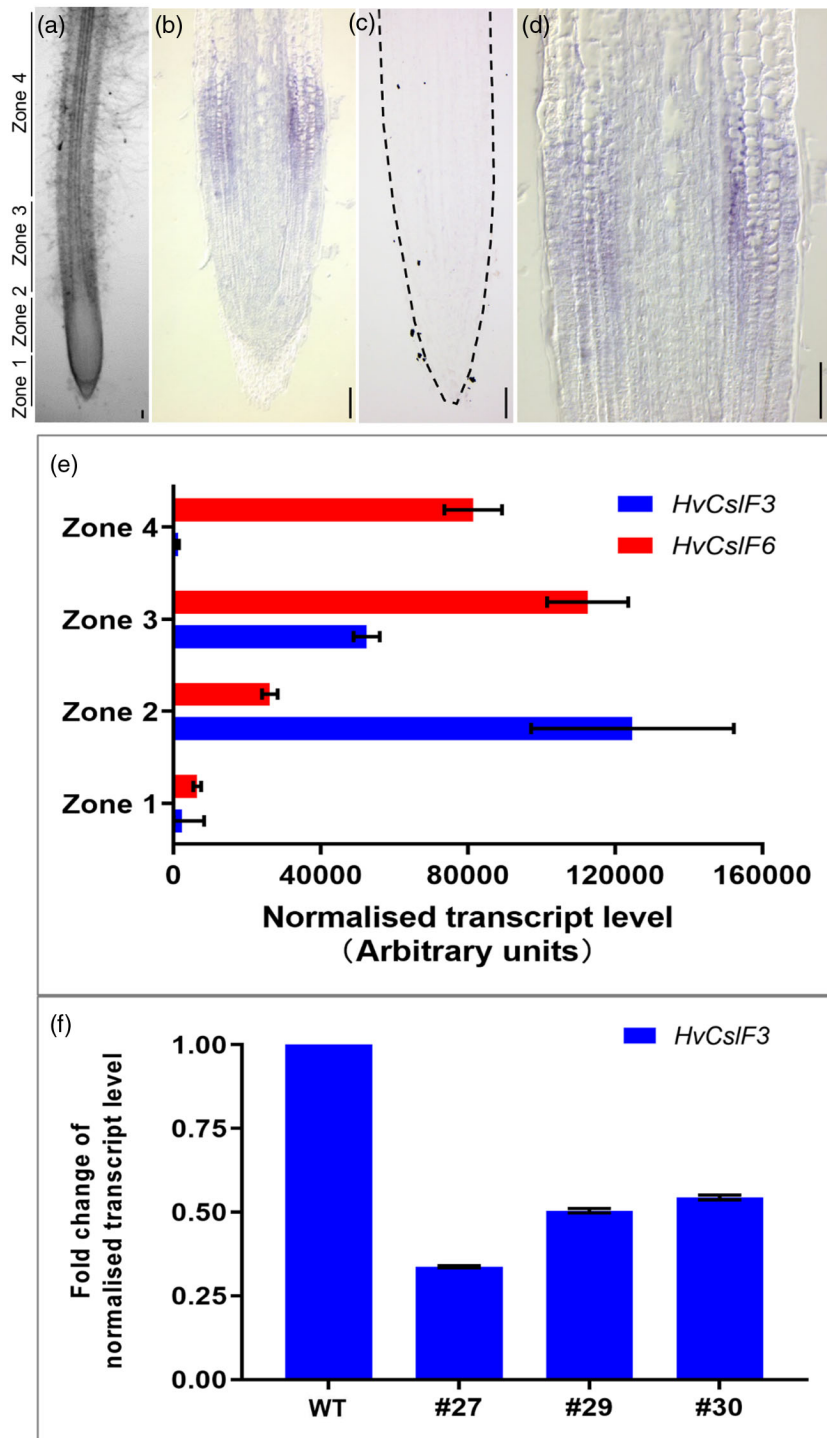 (a)
(b)
(c)
(d)
Zone 4
Zone 3
Zone 2
Zone 1
(e)
HvCslF3
HvCslF6
Zone 4
Zone 3
Zone 2
Zone 1
0
40000
80000
120000
160000
Normalised transcript level
(Arbitrary units)
(f)
HvCslF3
Fold change of
normalised transcript level
1.00
0.75
0.50
0.25
0.00
WT
#27
#29
#30